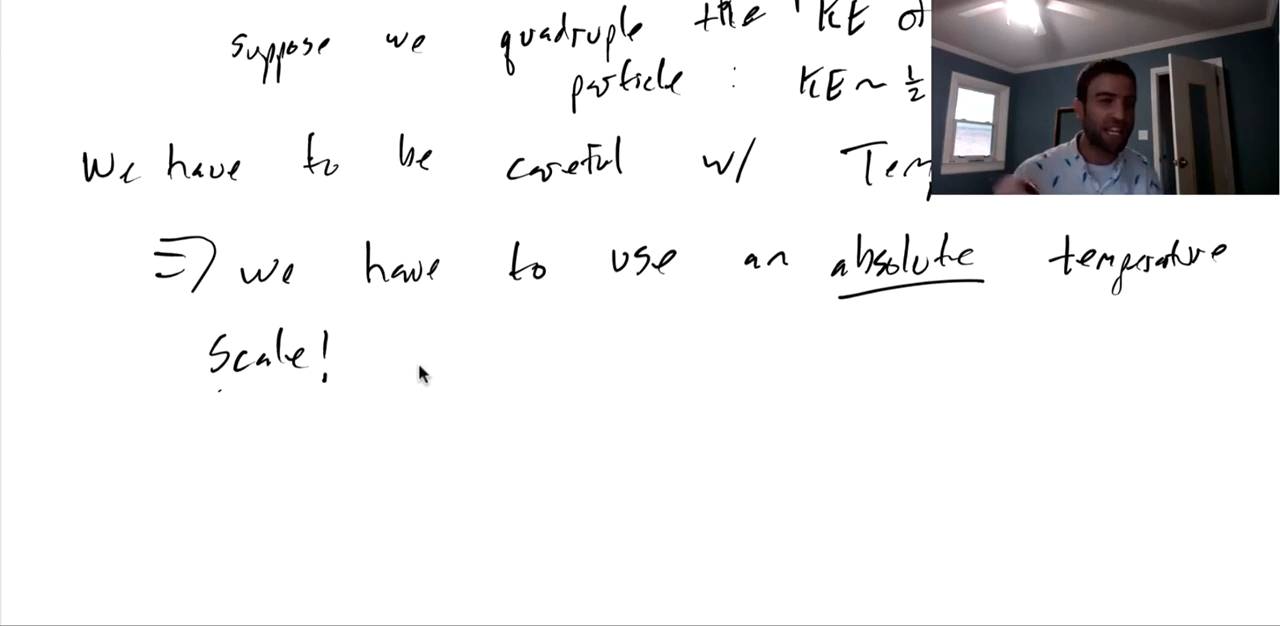 suppose we quadruple the KE of
particle : KE ~ 1/2
We have to be careful w/ Temp
⇒ we have to use an absolute temperature
scale!